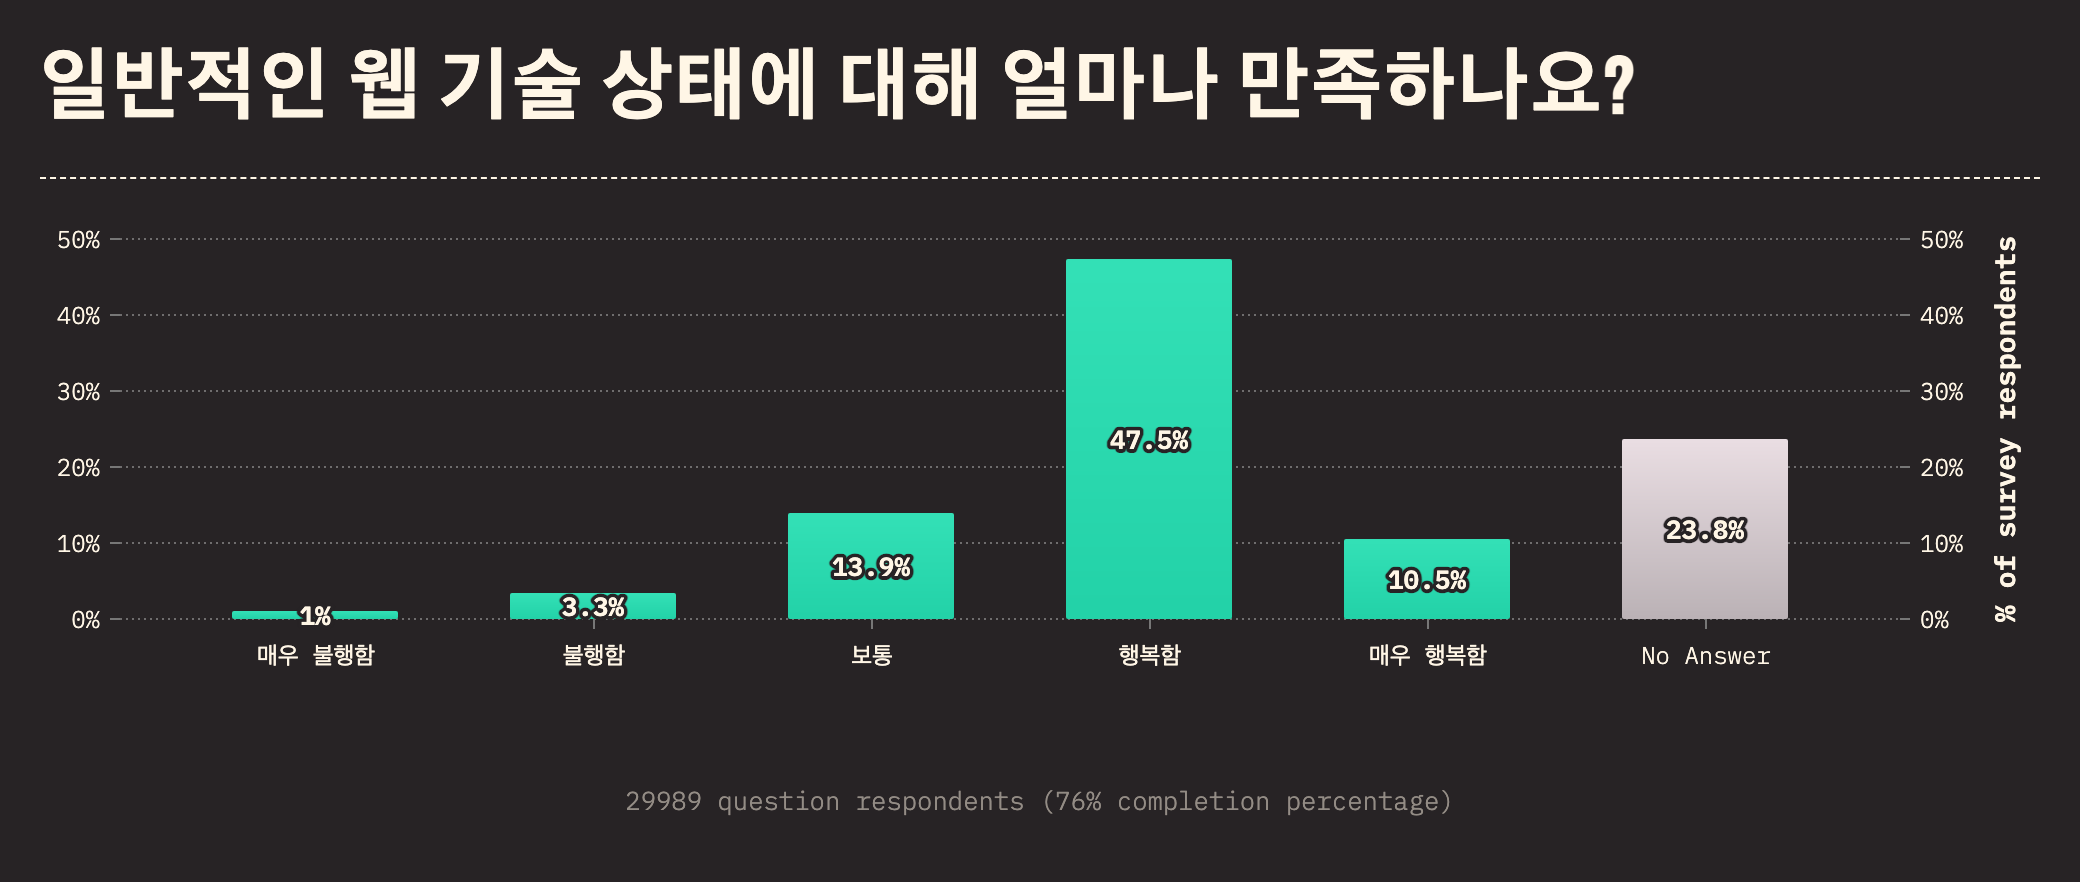 일반적인 웹 기술 상태에 대해 얼마나 만족하나요?
50%
40%
30%
20%
10%
0%
50%
40%
30%
20%
10%
0%
% of survey respondents
1%
3.3%
13.9%
47.5%
10.5%
23.8%
매우 불행함
불행함
보통
행복함
매우 행복함
No Answer
29989 question respondents (76% completion percentage)